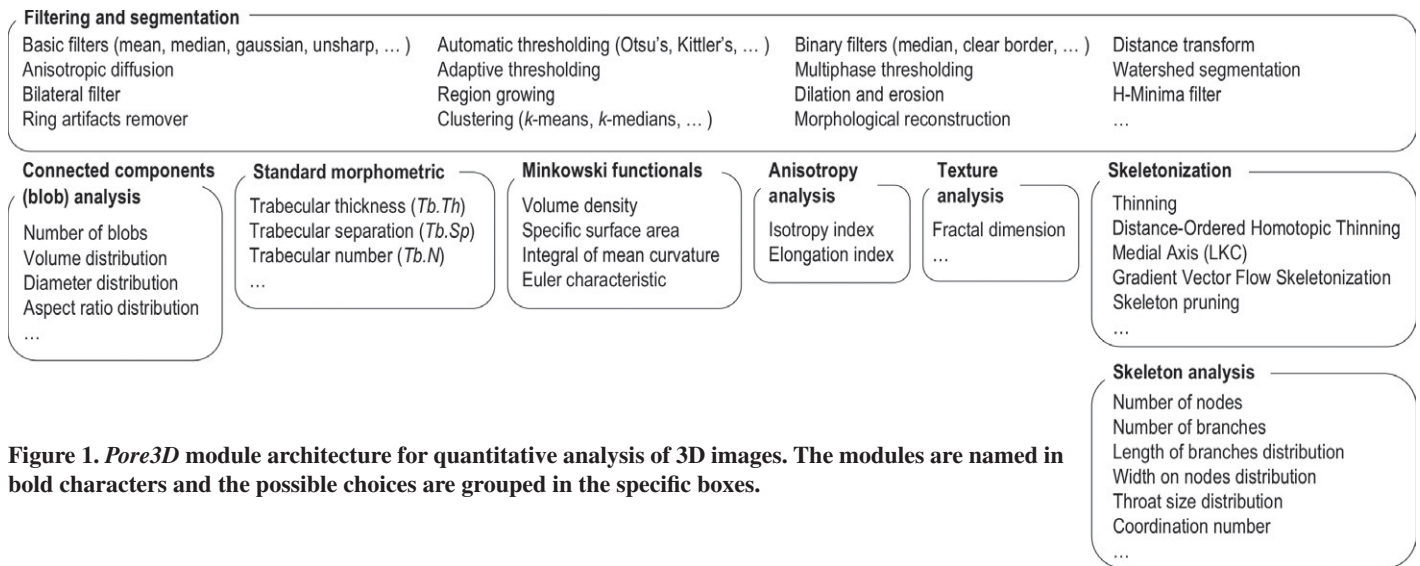 Filtering and segmentation
Basic filters (mean, median, gaussian, unsharp, … )
Anisotropic diffusion
Bilateral filter
Ring artifacts remover
Automatic thresholding (Otsu's, Kittler's, … )
Adaptive thresholding
Region growing
Clustering (k-means, k-medians, … )
Binary filters (median, clear border, … )
Multiphase thresholding
Dilation and erosion
Morphological reconstruction
Distance transform
Watershed segmentation
H-Minima filter
…
Connected components
(blob) analysis
Number of blobs
Volume distribution
Diameter distribution
Aspect ratio distribution
…
Standard morphometric
Trabecular thickness (Tb.Th)
Trabecular separation (Tb.Sp)
Trabecular number (Tb.N)
…
Minkowski functionals
Volume density
Specific surface area
Integral of mean curvature
Euler characteristic
Anisotropy
analysis
Isotropy index
Elongation index
Texture
analysis
Fractal dimension
…
Skeletonization
Thinning
Distance-Ordered Homotopic Thinning
Medial Axis (LKC)
Gradient Vector Flow Skeletonization
Skeleton pruning
…
Skeleton analysis
Number of nodes
Number of branches
Length of branches distribution
Width on nodes distribution
Throat size distribution
Coordination number
…
Figure 1. Pore3D module architecture for quantitative analysis of 3D images. The modules are named in
bold characters and the possible choices are grouped in the specific boxes.